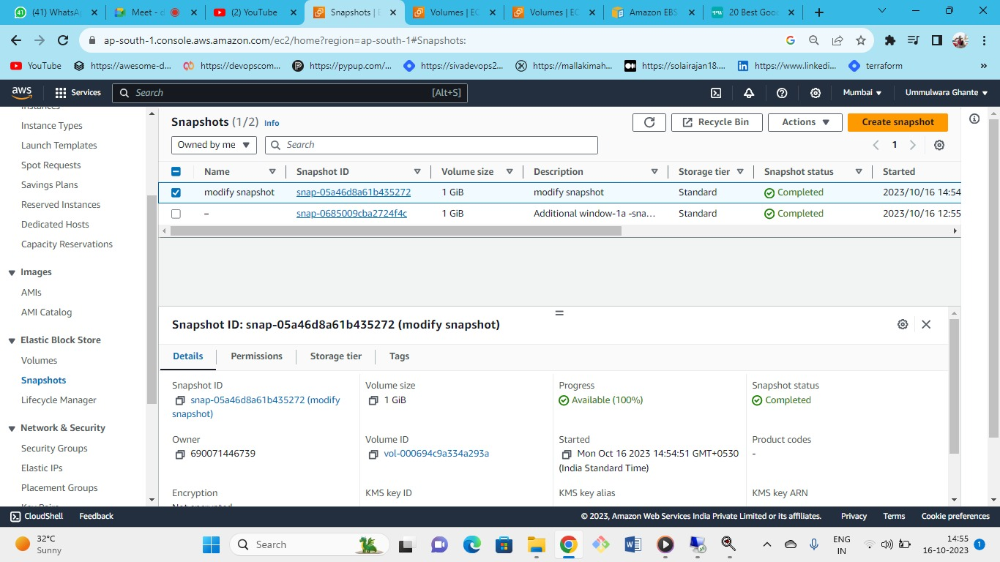 (41) WhatsA
Meet - d
(2) YouTube
Snapshots | E
Volumes | EC
Volumes | EC
Amazon EBS
20 Best Goo
ap-south-1.console.aws.amazon.com/ec2/home?region=ap-south-1#Snapshots:
YouTube
https://awesome-d...
https://devopscom...
https://pypup.com/...
https://sivadevops2...
https://mallakimah...
https://solairajan18....
https://www.linkedi...
terraform
»
aws
Services
Search
[Alt+S]
Mumbai
Ummulwara Ghante
Instances
Instance Types
Launch Templates
Spot Requests
Savings Plans
Reserved Instances
Dedicated Hosts
Capacity Reservations
Images
AMIs
AMI Catalog
Elastic Block Store
Volumes
Snapshots
Lifecycle Manager
Network & Security
Security Groups
Elastic IPs
Placement Groups
Key Pairs
Snapshots (1/2) Info
Recycle Bin
Actions
Create snapshot
Owned by me
Search
1
Name Snapshot ID Volume size Description Storage tier Snapshot status Started
modify snapshot snap-05a46d8a61b435272 1 GiB modify snapshot Standard Completed 2023/10/16 14:54
– snap-0685009cba2724f4c 1 GiB Additional window-1a -sna... Standard Completed 2023/10/16 12:55
Snapshot ID: snap-05a46d8a61b435272 (modify snapshot)
Details
Permissions
Storage tier
Tags
Snapshot ID
snap-05a46d8a61b435272 (modify
snapshot)
Volume size
1 GiB
Progress
Available (100%)
Snapshot status
Completed
Owner
690071446739
Volume ID
vol-000694c9a334a293a
Started
Mon Oct 16 2023 14:54:51 GMT+0530
(India Standard Time)
Product codes
-
Encryption
Not encrypted
KMS key ID
KMS key alias
KMS key ARN
CloudShell
Feedback
© 2023, Amazon Web Services India Private Limited or its affiliates.
Privacy
Terms
Cookie preferences
32°C
Sunny
Search
ENG
IN
14:55
16-10-2023
1